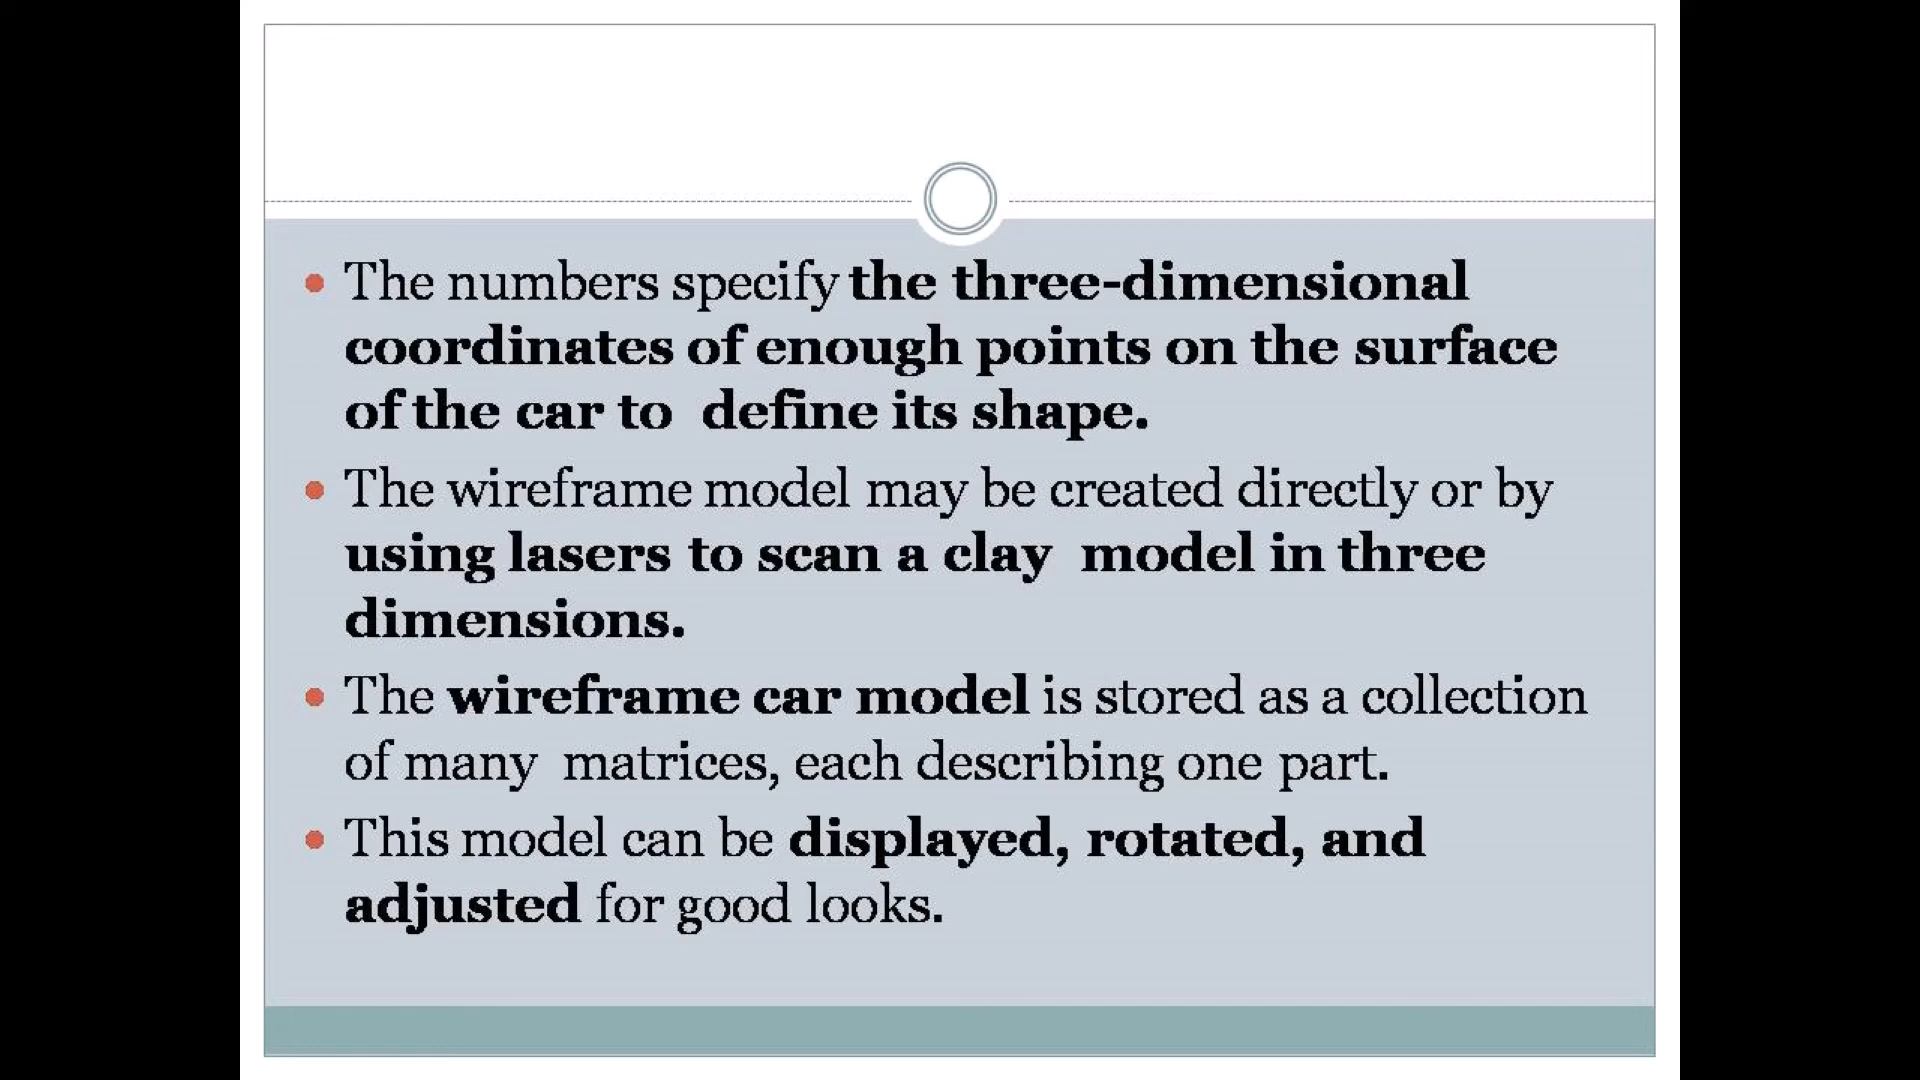 The numbers specify the three-dimensional
coordinates of enough points on the surface
of the car to define its shape.
The wireframe model may be created directly or by
using lasers to scan a clay model in three
dimensions.
The wireframe car model is stored as a collection
of many matrices, each describing one part.
This model can be displayed, rotated, and
adjusted for good looks.